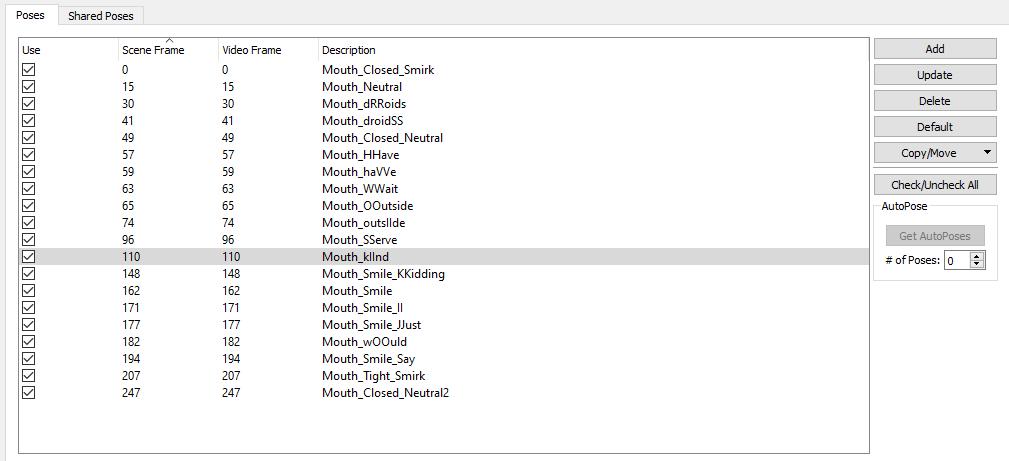 Poses Shared Poses
Use Scene Frame Video Frame Description
0 0 Mouth_Closed_Smirk
15 15 Mouth_Neutral
30 30 Mouth_dRRoids
41 41 Mouth_droidSS
49 49 Mouth_Closed_Neutral
57 57 Mouth_HHave
59 59 Mouth_haVVe
63 63 Mouth_WWait
65 65 Mouth_OOutside
74 74 Mouth_outsIIde
96 96 Mouth_SServe
110 110 Mouth_kIInd
148 148 Mouth_Smile_KKidding
162 162 Mouth_Smile
171 171 Mouth_Smile_II
177 177 Mouth_Smile_JJust
182 182 Mouth_wOOuld
194 194 Mouth_Smile_Say
207 207 Mouth_Tight_Smirk
247 247 Mouth_Closed_Neutral2
Add
Update
Delete
Default
Copy/Move
Check/Uncheck All
AutoPose
Get AutoPoses
# of Poses: 0